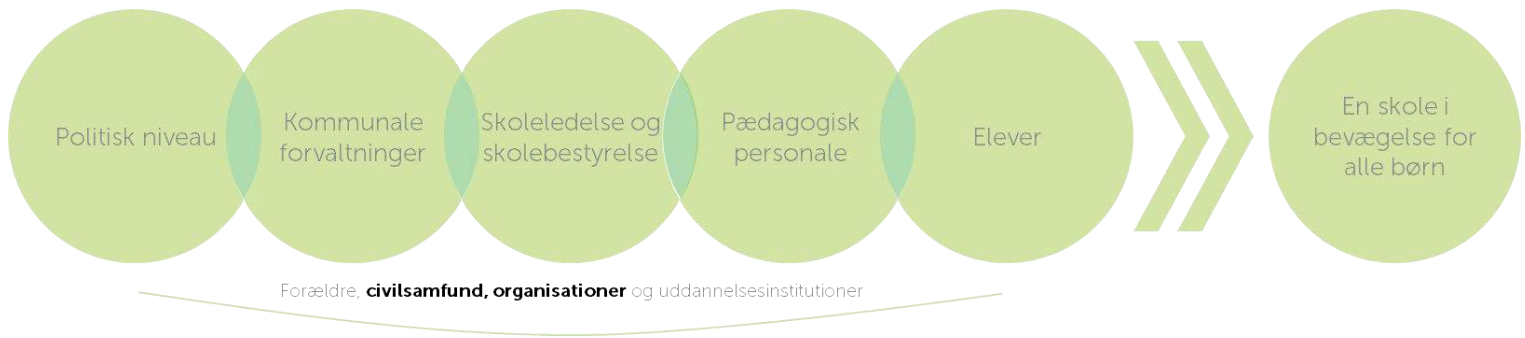 Politisk niveau
Kommunale
forvaltninger
Skoleledelse og
skolebestyrelse
Pædagogisk
personale
Elever
En skole i
bevægelse for
alle børn
Forældre, civilsamfund, organisationer og uddannelsesinstitutioner